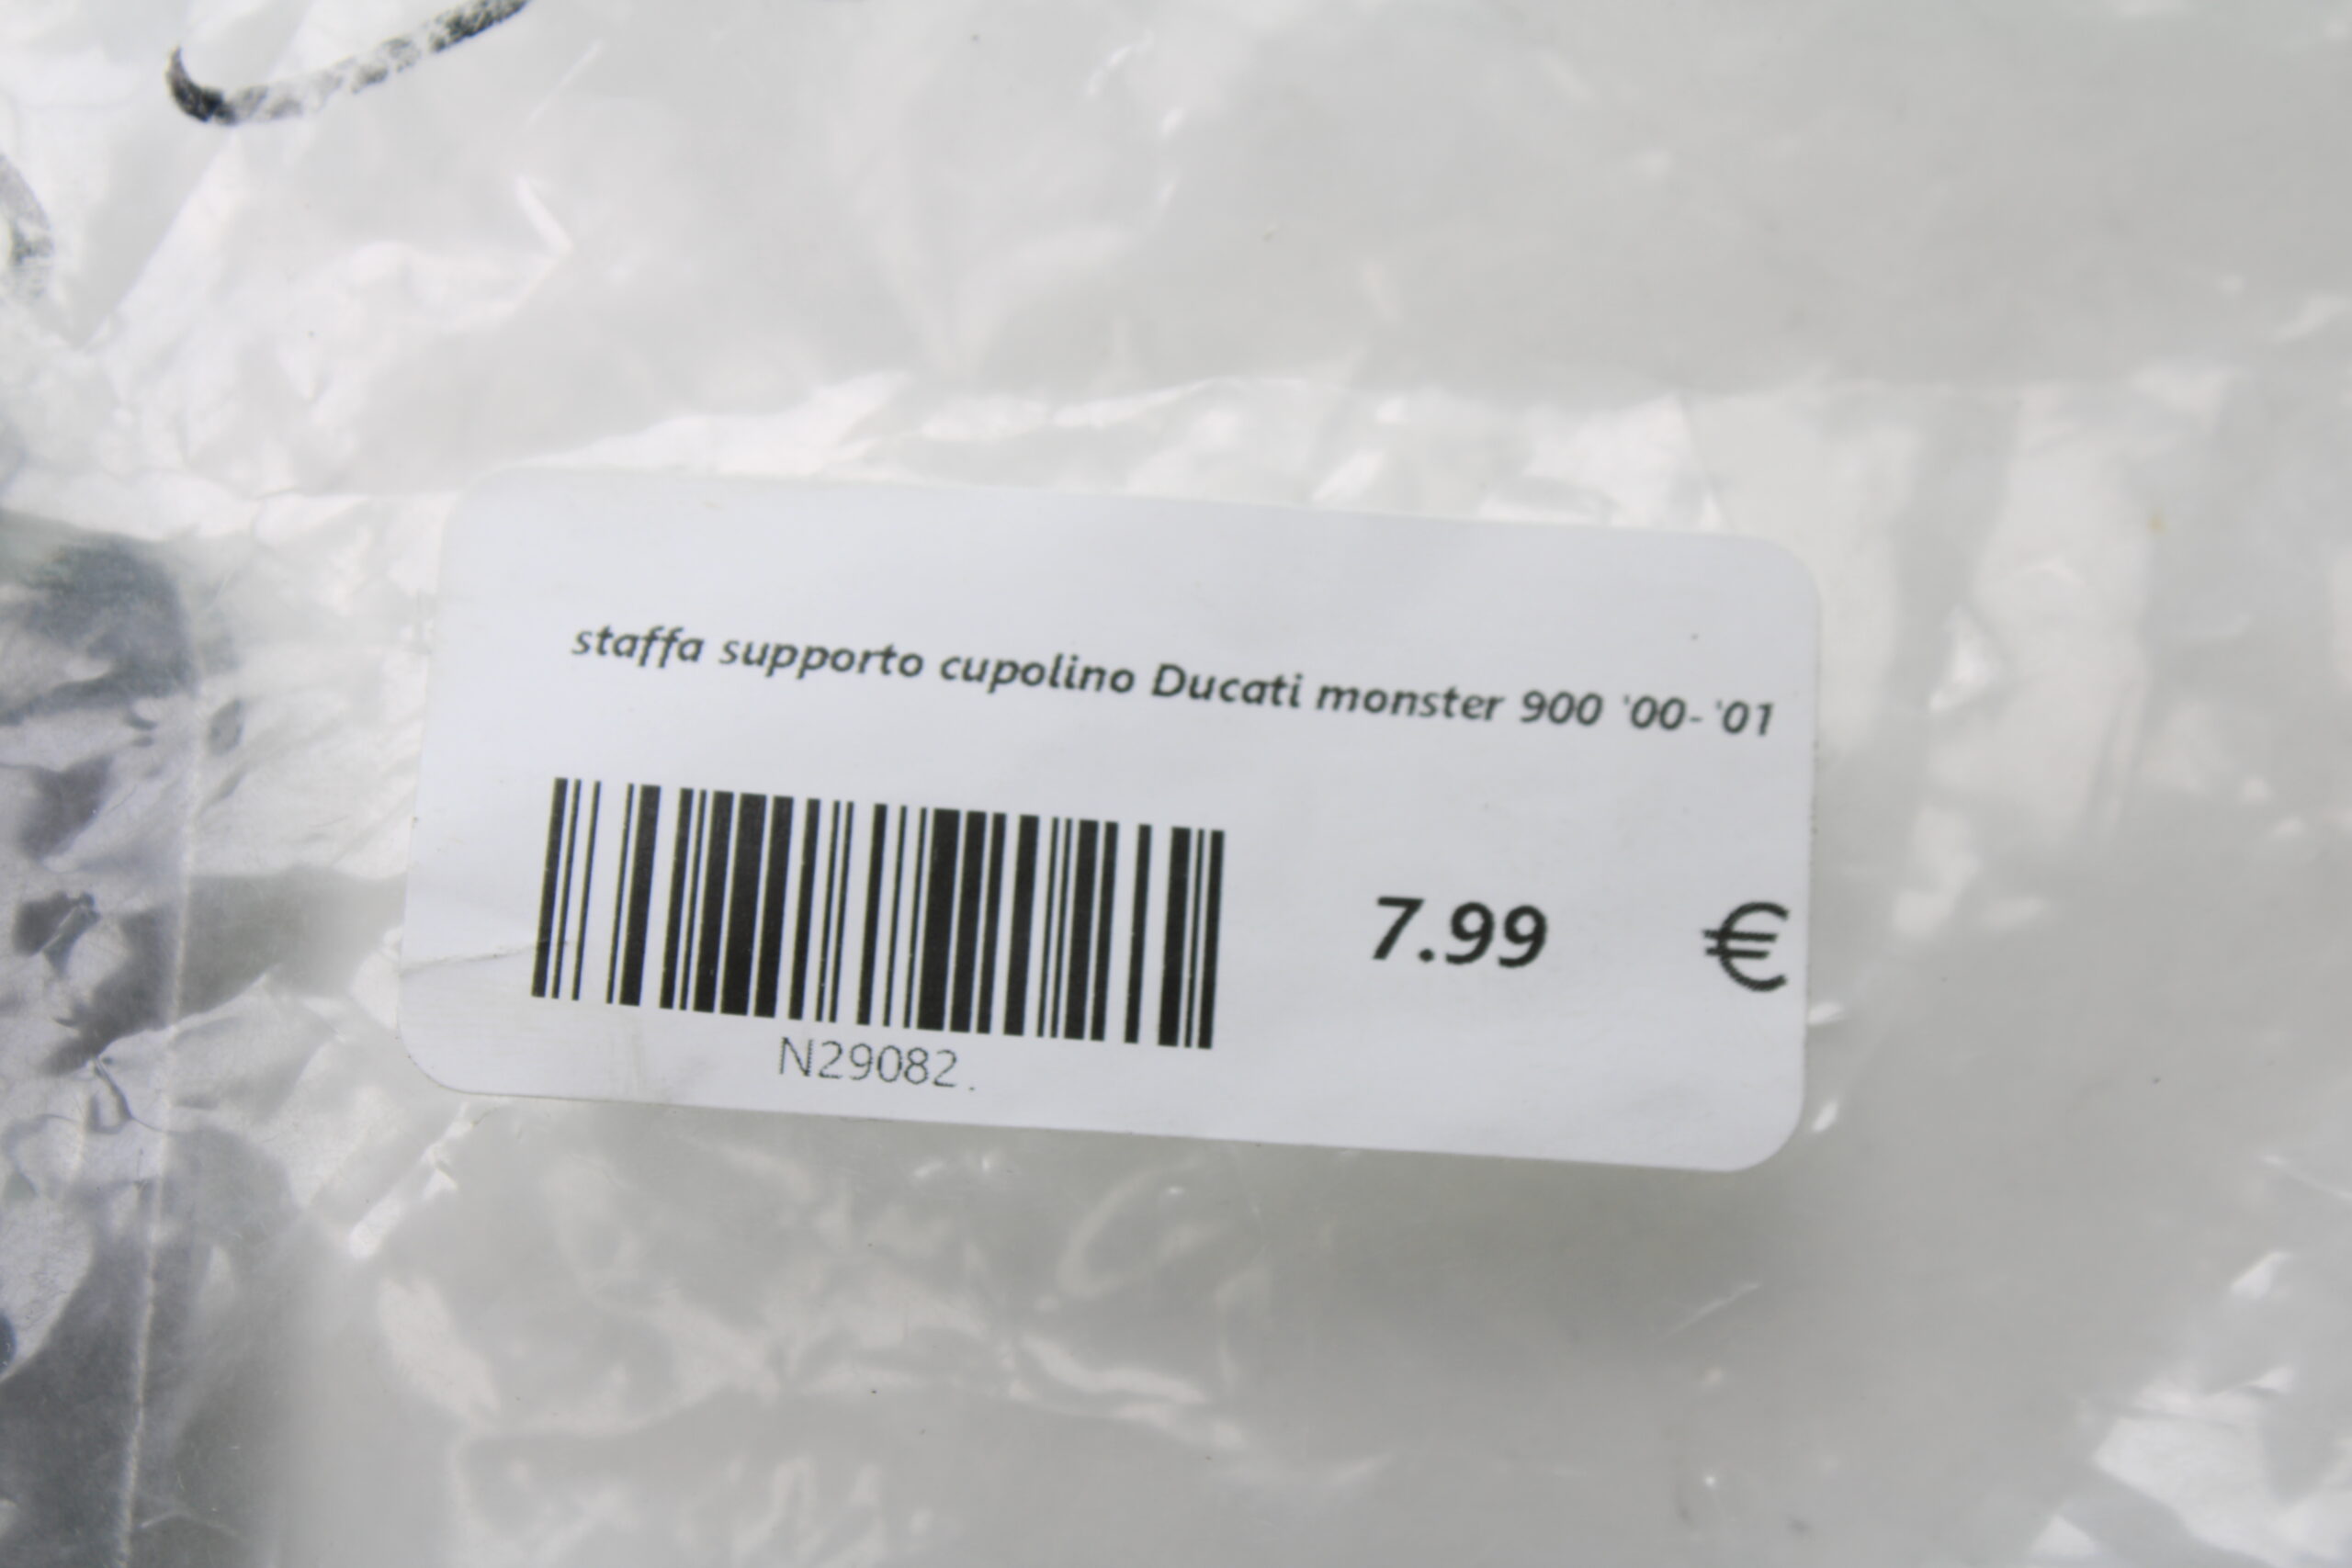 staffa supporto cupolino Ducati monster 900 '00- '01
7.99 €
N29082.